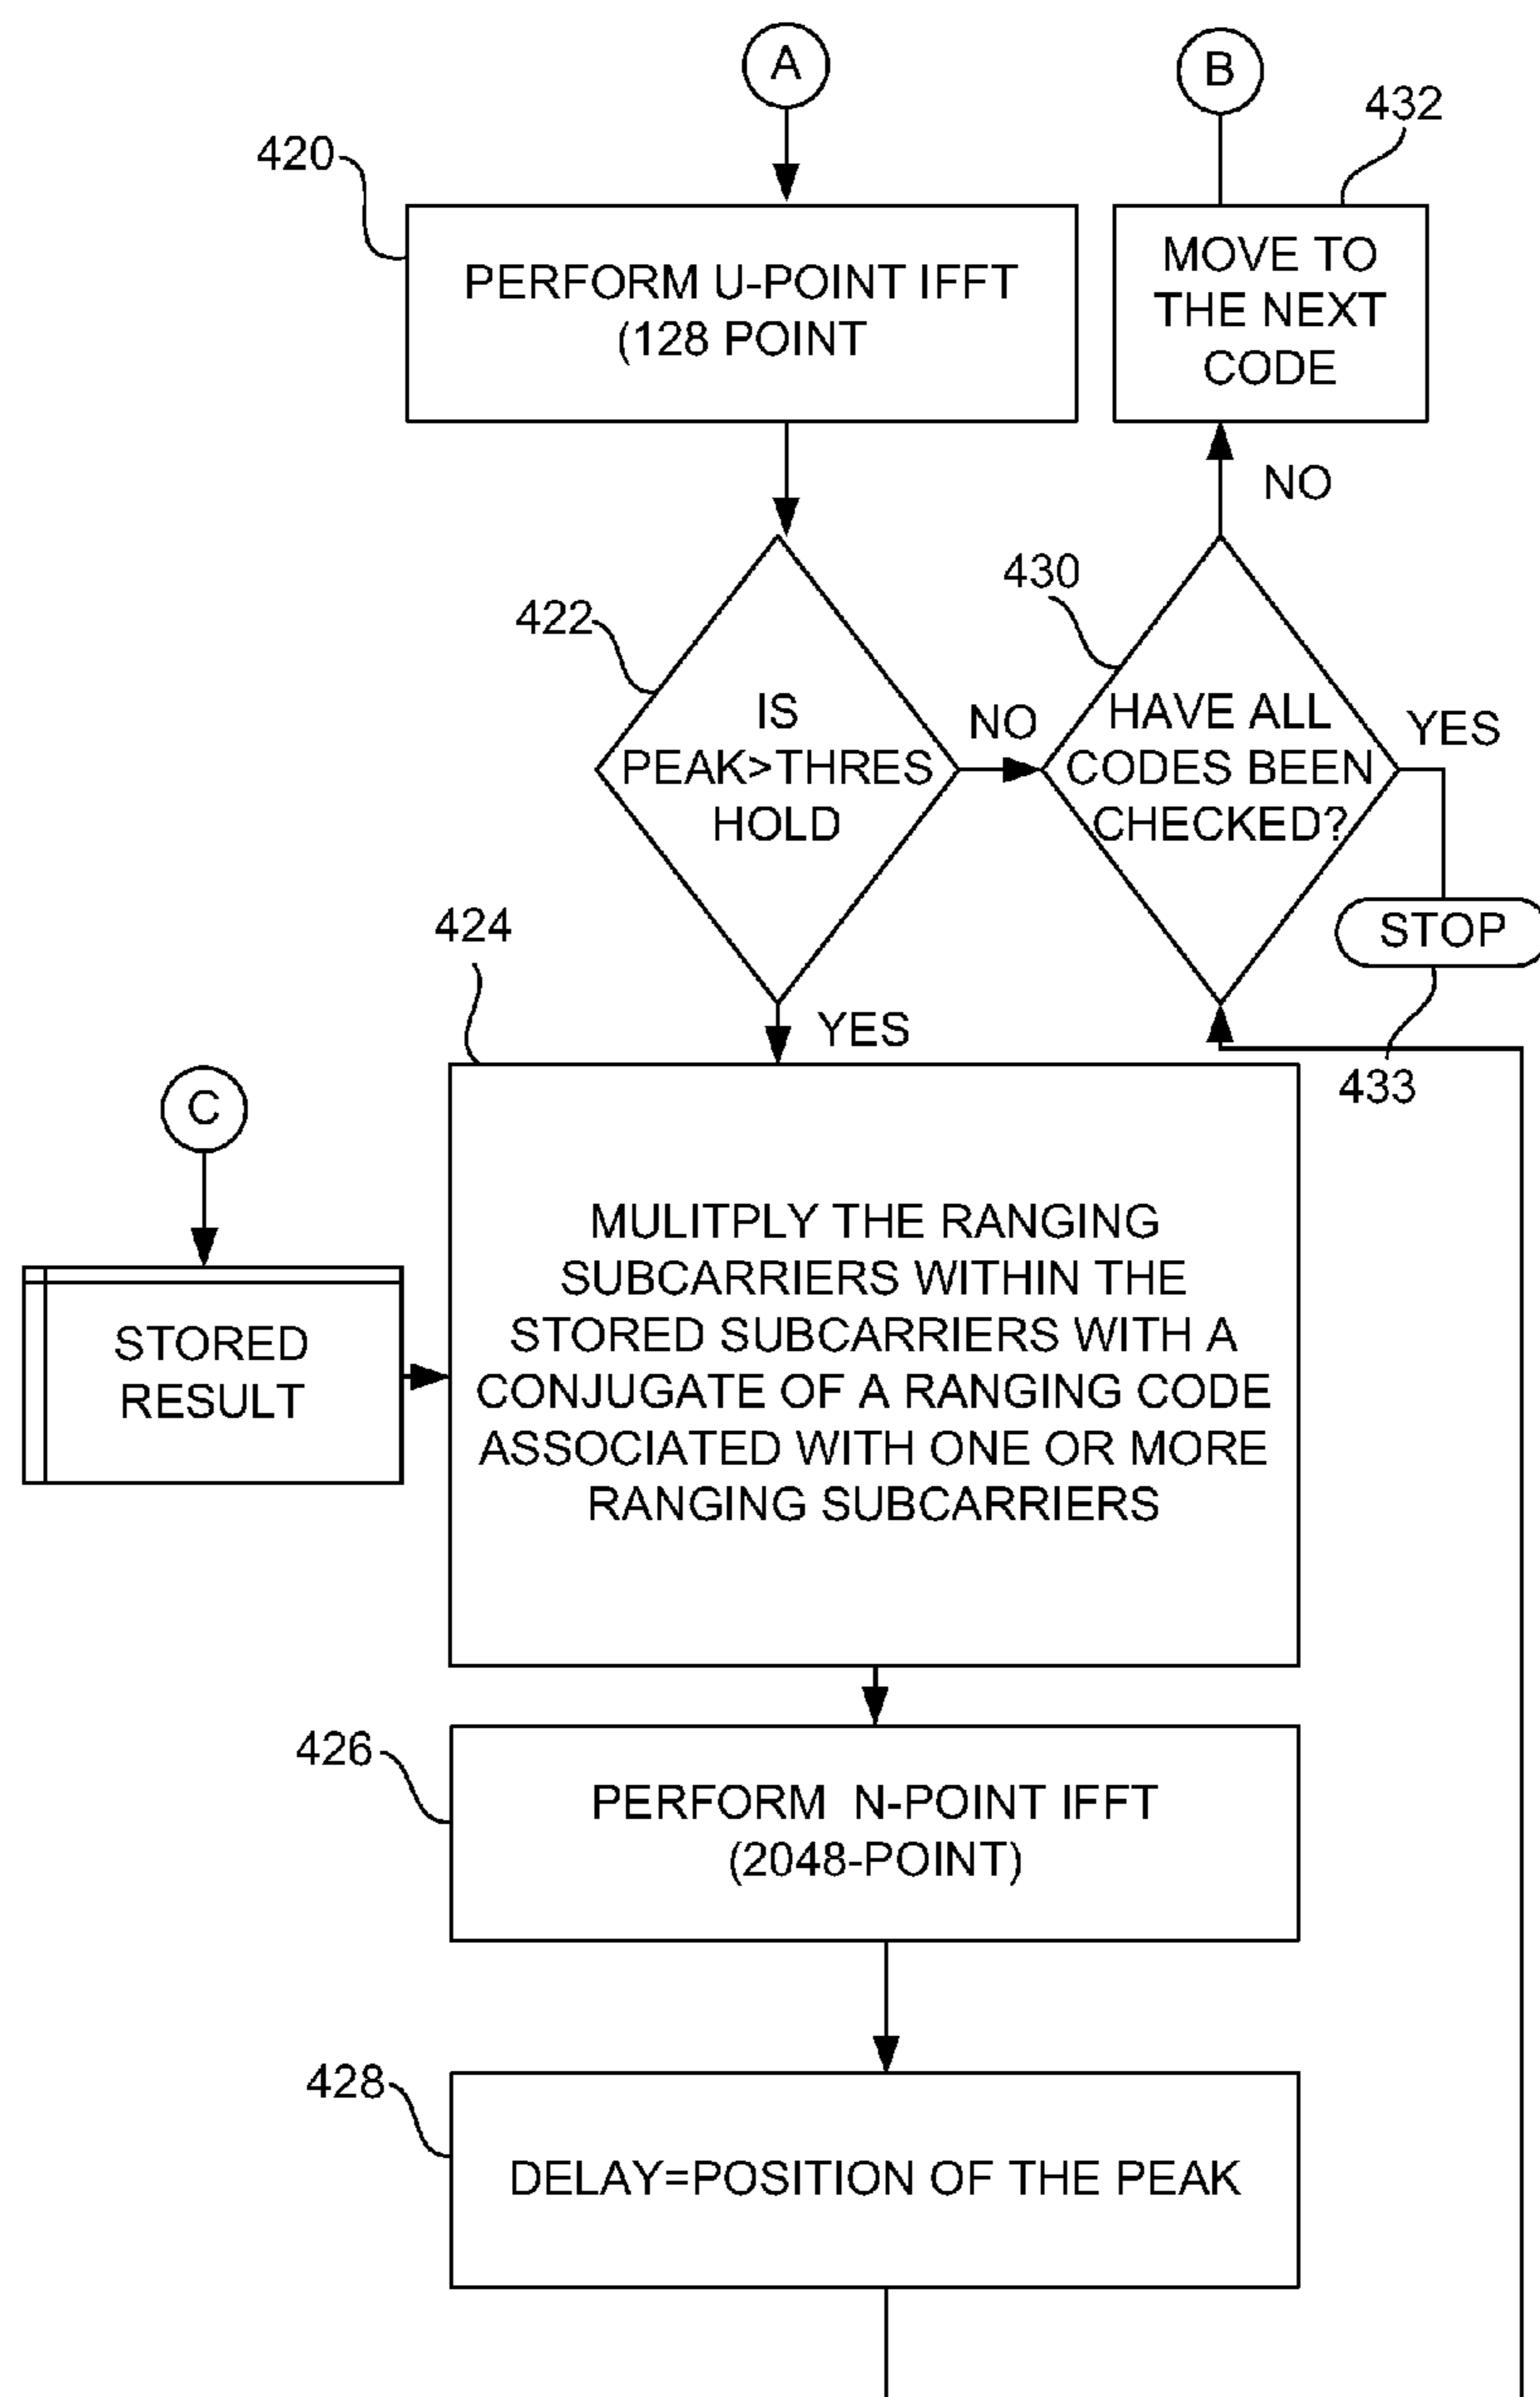 A
B
432
420
PERFORM U-POINT IFFT
(128 POINT
MOVE TO
THE NEXT
CODE
NO
430
422
IS
PEAK>THRES
HOLD
NO
HAVE ALL
CODES BEEN
CHECKED?
YES
STOP
424
YES
433
C
STORED
RESULT
MULITPLY THE RANGING
SUBCARRIERS WITHIN THE
STORED SUBCARRIERS WITH A
CONJUGATE OF A RANGING CODE
ASSOCIATED WITH ONE OR MORE
RANGING SUBCARRIERS
426
PERFORM N-POINT IFFT
(2048-POINT)
428
DELAY=POSITION OF THE PEAK